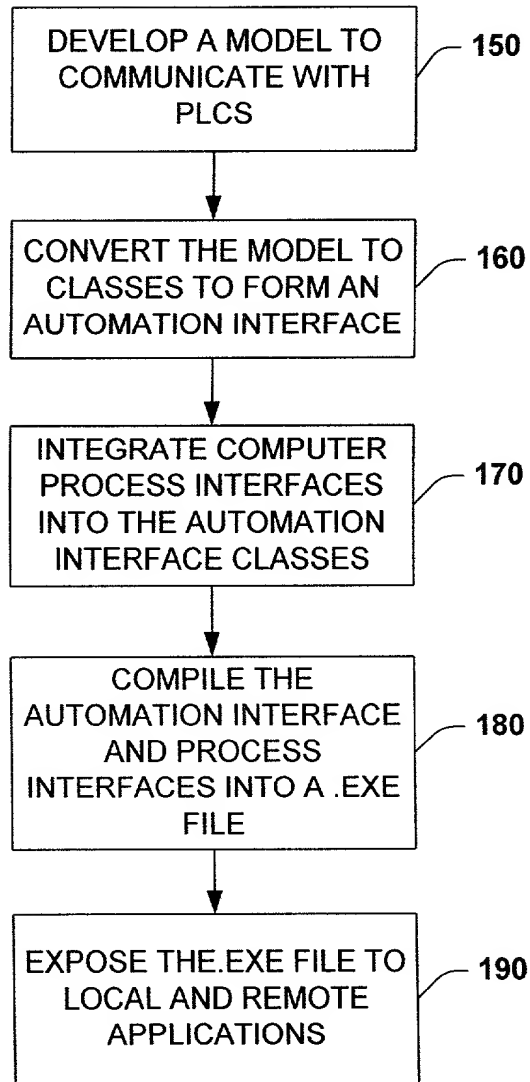 DEVELOP A MODEL TO
COMMUNICATE WITH
PLCS
150
CONVERT THE MODEL TO
CLASSES TO FORM AN
AUTOMATION INTERFACE
160
INTEGRATE COMPUTER
PROCESS INTERFACES
INTO THE AUTOMATION
INTERFACE CLASSES
170
COMPILE THE
AUTOMATION INTERFACE
AND PROCESS
INTERFACES INTO A .EXE
FILE
180
EXPOSE THE.EXE FILE TO
LOCAL AND REMOTE
APPLICATIONS
190